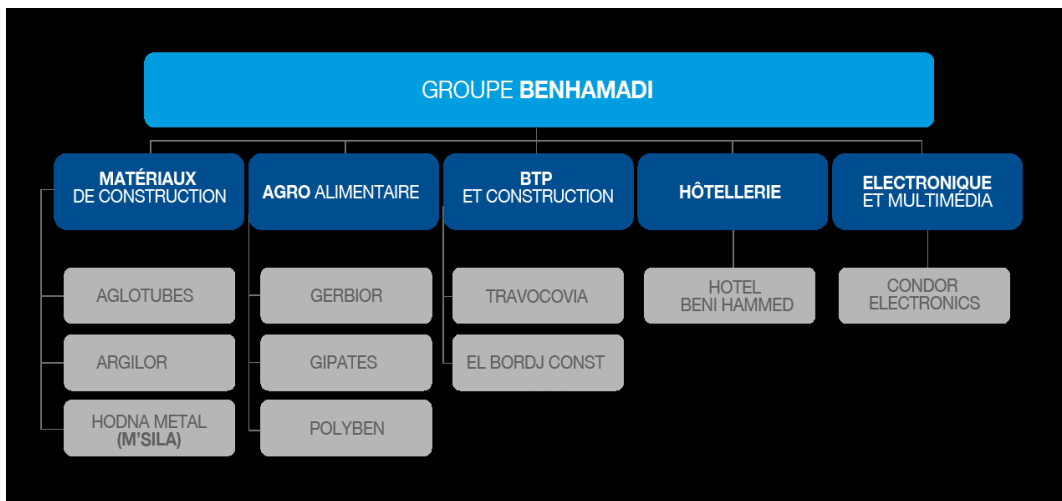 GROUPE BENHAMADI
MATÉRIAUX
DE CONSTRUCTION
AGRO ALIMENTAIRE
BTP
ET CONSTRUCTION
HÔTELLERIE
ELECTRONIQUE
ET MULTIMÉDIA
AGLOTUBES
GERBIOR
TRAVOCOVIA
HOTEL
BENI HAMMED
CONDOR
ELECTRONICS
ARGILOR
GIPATES
EL BORDJ CONST
HODNA METAL
(M'SILA)
POLYBEN